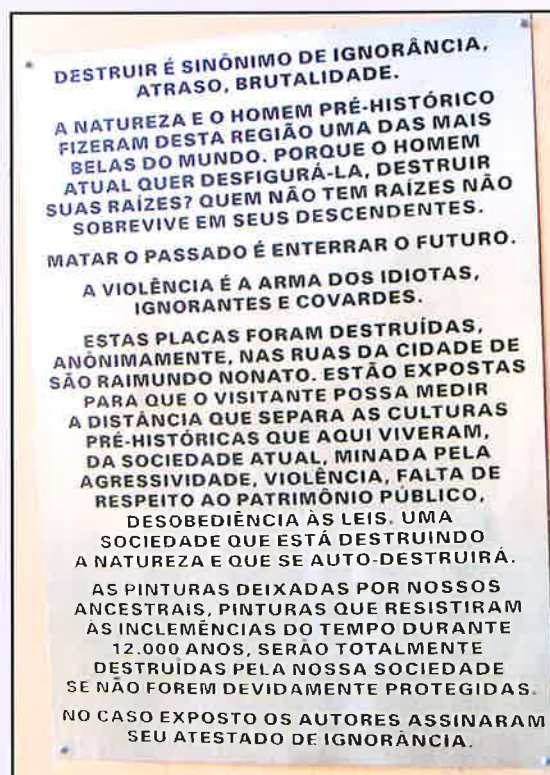 DESTRUIR É SINÔNIMO DE IGNORÂNCIA,
ATRASO, BRUTALIDADE.
A NATUREZA E O HOMEM PRÉ-HISTÓRICO
FIZERAM DESTA REGIÃO UMA DAS MAIS
BELAS DO MUNDO. PORQUE O HOMEM
ATUAL QUER DESFIGURÁ-LA, DESTRUIR
SUAS RAÍZES? QUEM NÃO TEM RAÍZES NÃO
SOBREVIVE EM SEUS DESCENDENTES.
MATAR O PASSADO É ENTERRAR O FUTURO.
A VIOLÊNCIA É A ARMA DOS IDIOTAS,
IGNORANTES E COVARDES.
ESTAS PLACAS FORAM DESTRUÍDAS,
ANÔNIMAMENTE, NAS RUAS DA CIDADE DE
SÃO RAIMUNDO NONATO. ESTÃO EXPOSTAS
PARA QUE O VISITANTE POSSA MEDIR
A DISTÂNCIA QUE SEPARA AS CULTURAS
PRÉ-HISTÓRICAS QUE AQUI VIVERAM,
DA SOCIEDADE ATUAL, MINADA PELA
AGRESSIVIDADE, VIOLÊNCIA, FALTA DE
RESPEITO AO PATRIMÔNIO PÚBLICO,
DESOBEDIÊNCIA ÀS LEIS. UMA
SOCIEDADE QUE ESTÁ DESTRUINDO
A NATUREZA E QUE SE AUTO-DESTRUIRÁ.
AS PINTURAS DEIXADAS POR NOSSOS
ANCESTRAIS, PINTURAS QUE RESISTIRAM
ÀS INCLEMÊNCIAS DO TEMPO DURANTE
12.000 ANOS, SERÃO TOTALMENTE
DESTRUÍDAS PELA NOSSA SOCIEDADE
SE NÃO FOREM DEVIDAMENTE PROTEGIDAS.
NO CASO EXPOSTO OS AUTORES ASSINARAM
SEU ATESTADO DE IGNORÂNCIA.